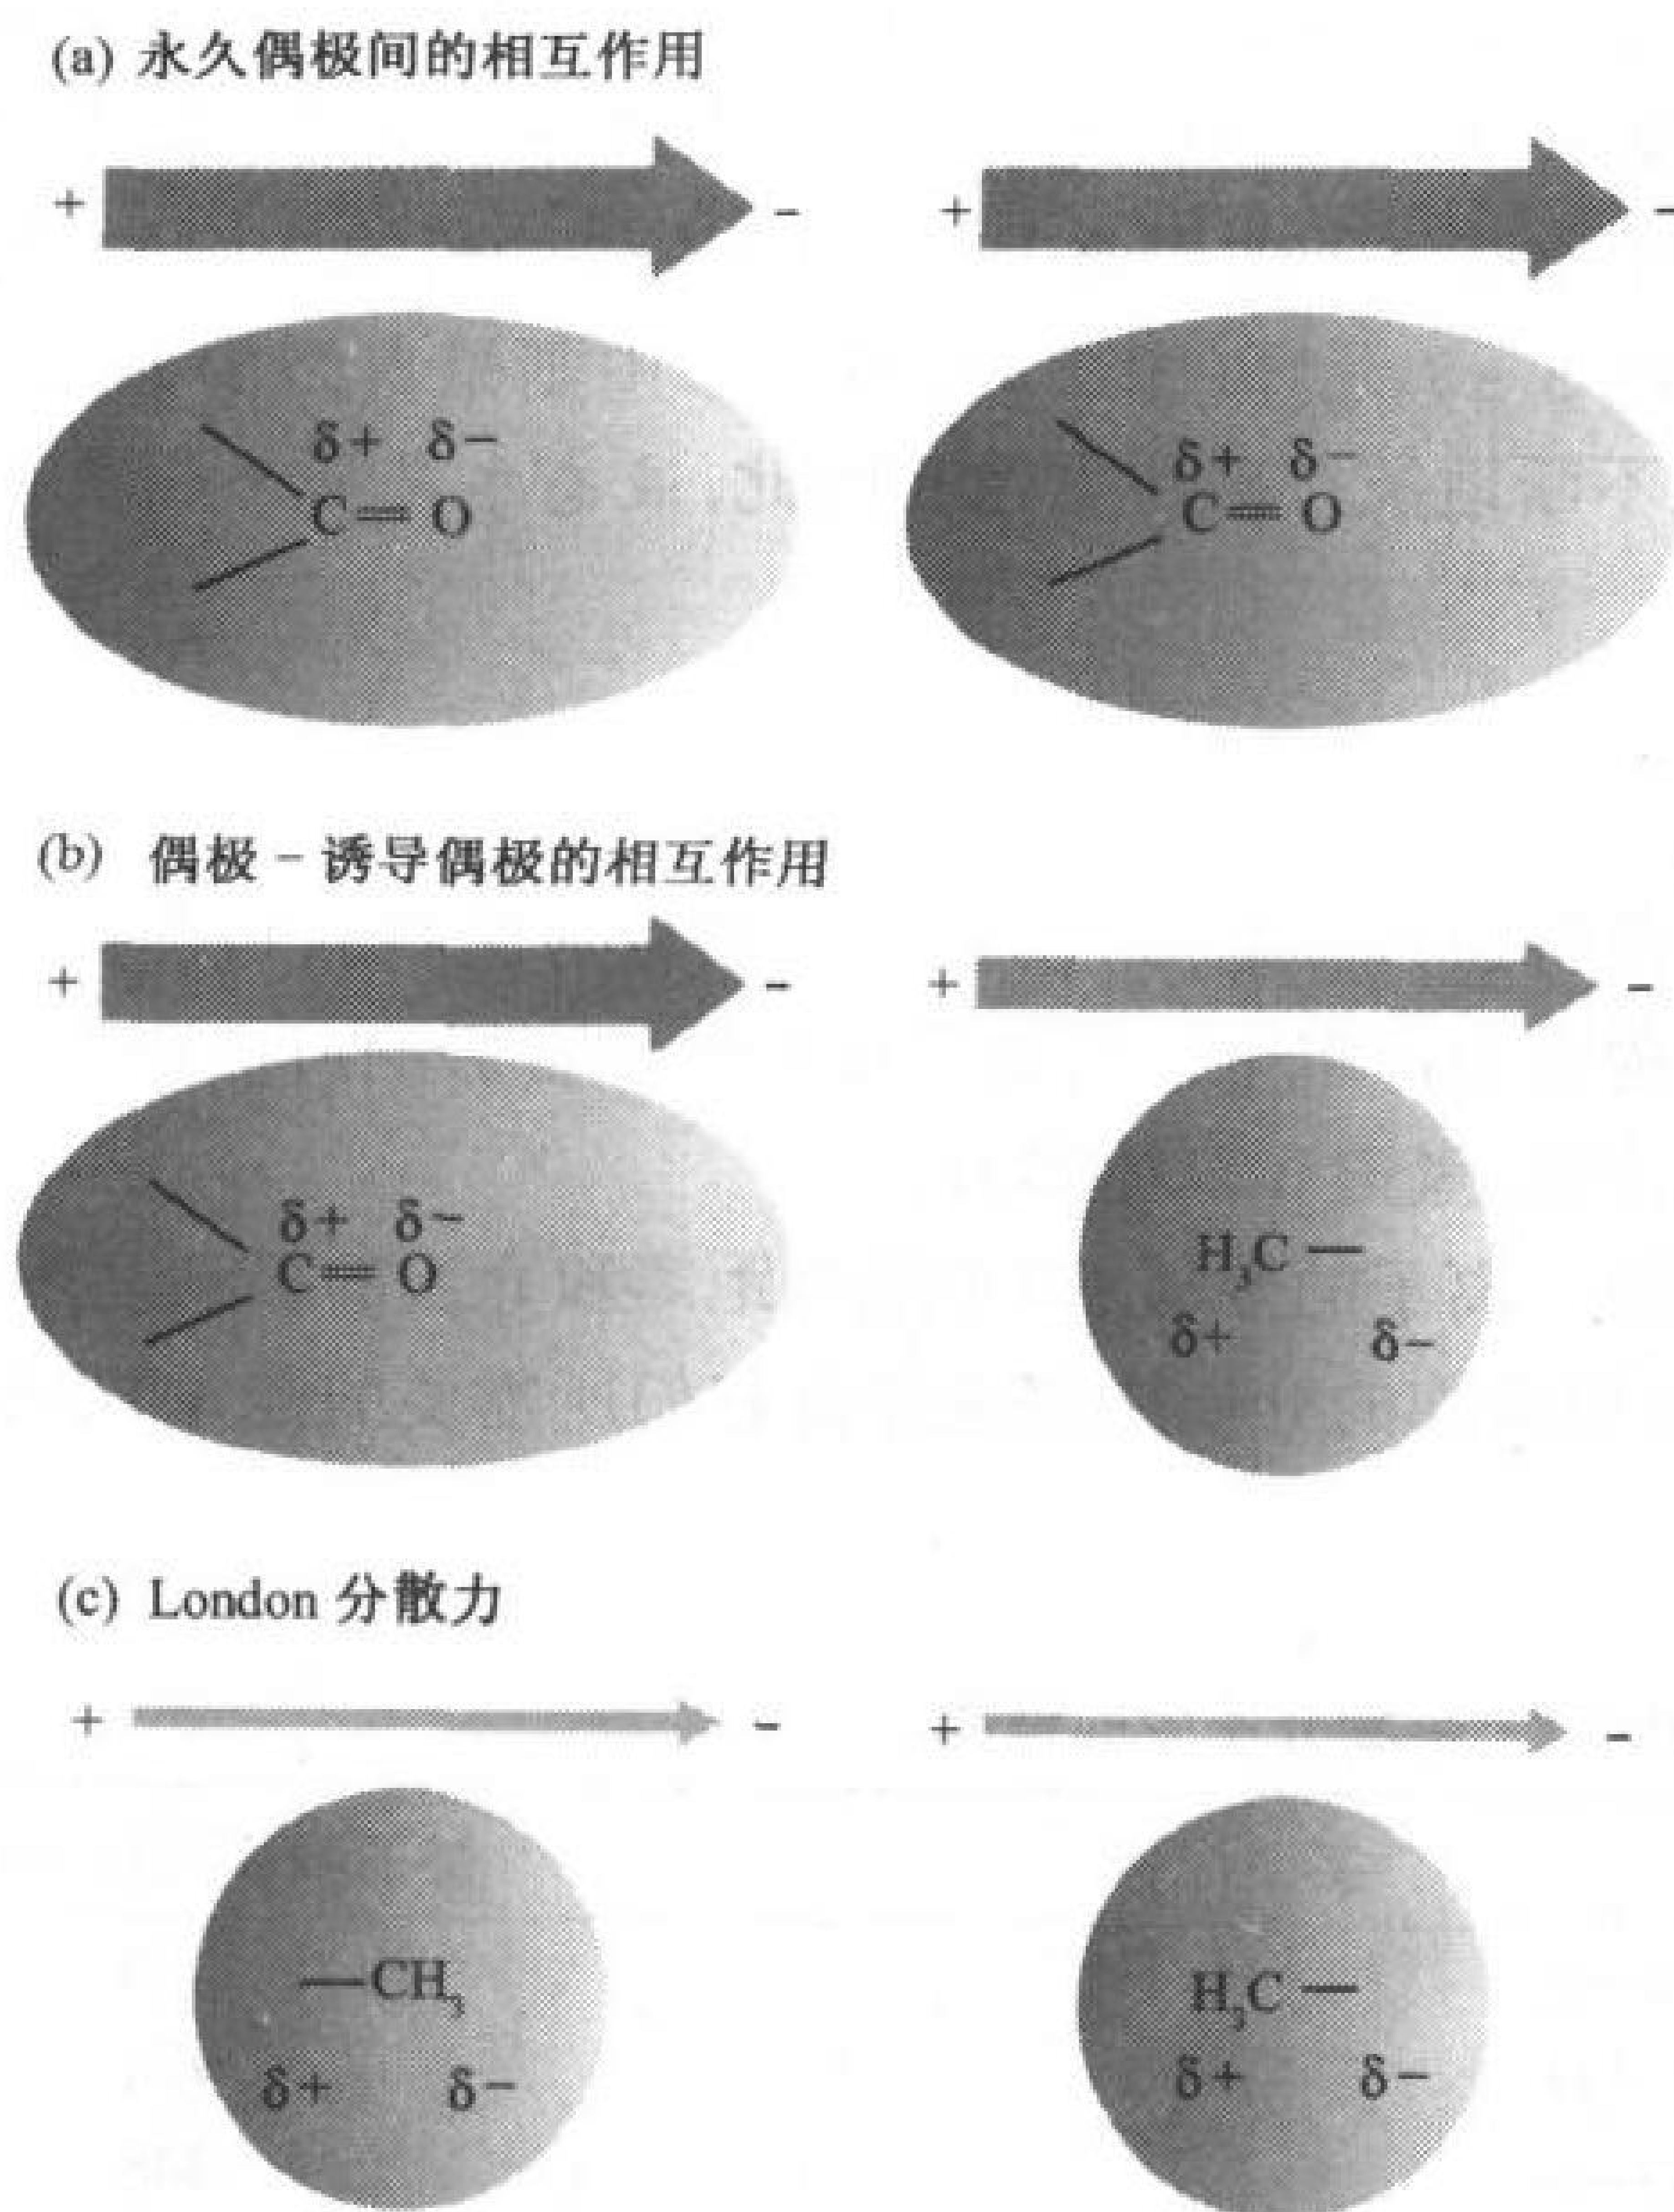 (a) 永久偶极间的相互作用
+ - + -
δ+ δ- δ+ δ-
C=O C=O
(b) 偶极-诱导偶极的相互作用
+ - + -
δ+ δ-
C=O H₃C—
δ+ δ-
(c) London 分散力
+ - + -
—CH₃ H₃C—
δ+ δ- δ+ δ-